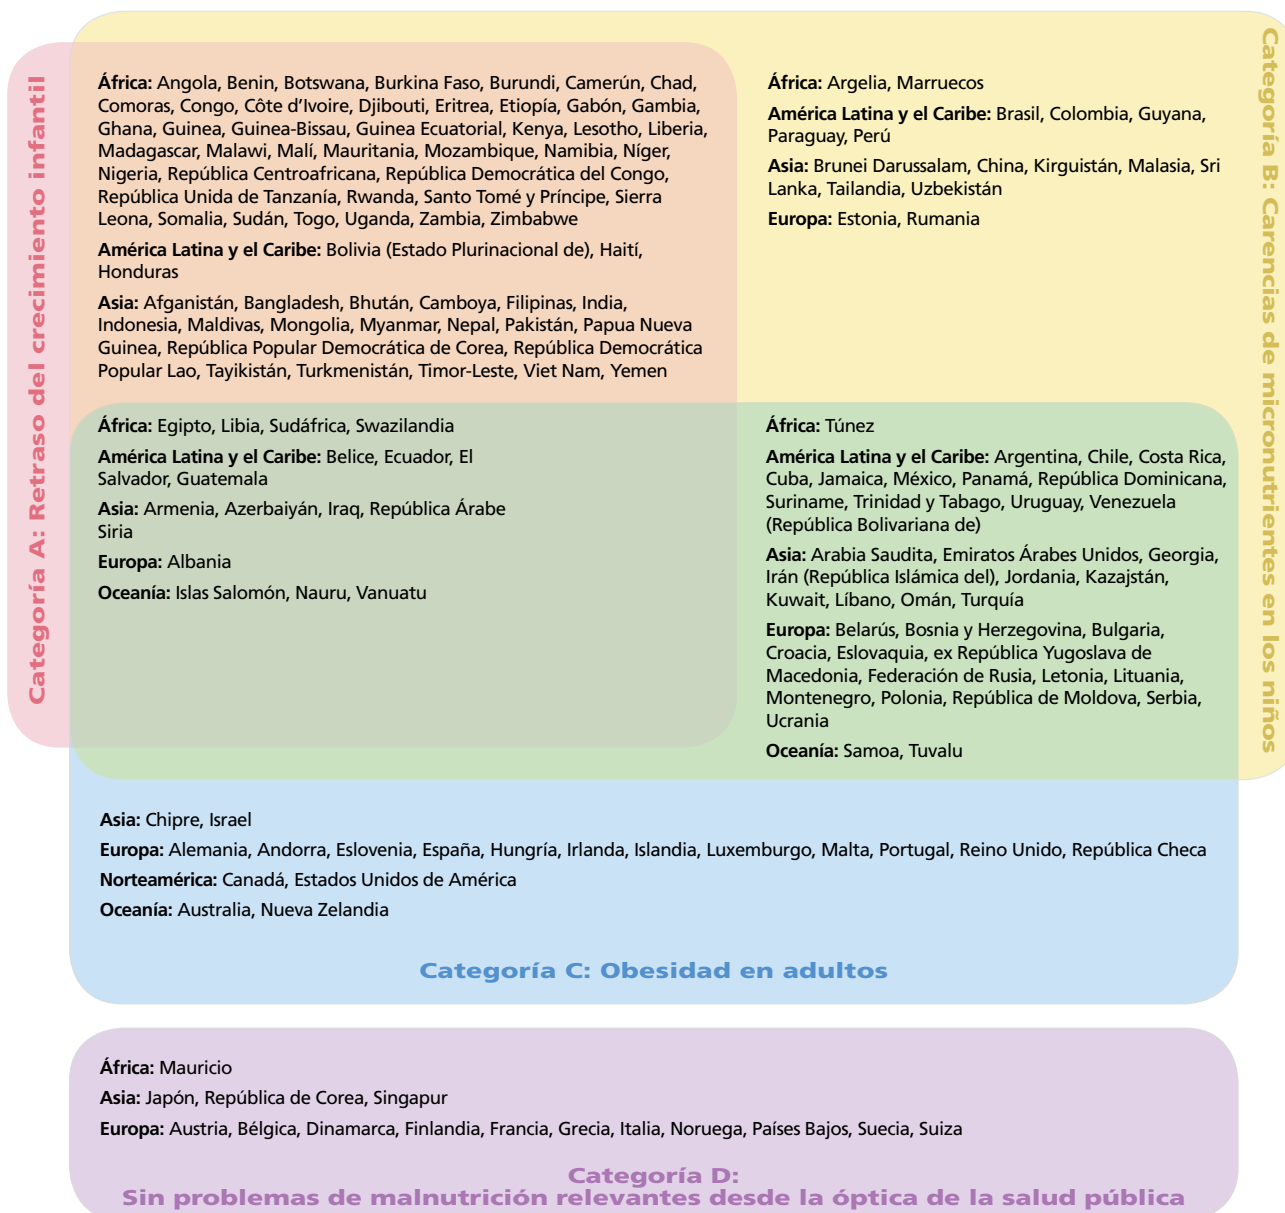 Categoría A: Retraso del crecimiento infantil
Categoría B: Carencias de micronutrientes en los niños
África: Angola, Benin, Botswana, Burkina Faso, Burundi, Camerún, Chad,
Comoras, Congo, Côte d’Ivoire, Djibouti, Eritrea, Etiopía, Gabón, Gambia,
Ghana, Guinea, Guinea-Bissau, Guinea Ecuatorial, Kenya, Lesotho, Liberia,
Madagascar, Malawi, Malí, Mauritania, Mozambique, Namibia, Níger,
Nigeria, República Centroafricana, República Democrática del Congo,
República Unida de Tanzanía, Rwanda, Santo Tomé y Príncipe, Sierra
Leona, Somalia, Sudán, Togo, Uganda, Zambia, Zimbabwe
América Latina y el Caribe: Bolivia (Estado Plurinacional de), Haití,
Honduras
Asia: Afganistán, Bangladesh, Bhután, Camboya, Filipinas, India,
Indonesia, Maldivas, Mongolia, Myanmar, Nepal, Pakistán, Papua Nueva
Guinea, República Popular Democrática de Corea, República Democrática
Popular Lao, Tayikistán, Turkmenistán, Timor-Leste, Viet Nam, Yemen
África: Argelia, Marruecos
América Latina y el Caribe: Brasil, Colombia, Guyana,
Paraguay, Perú
Asia: Brunei Darussalam, China, Kirguistán, Malasia, Sri
Lanka, Tailandia, Uzbekistán
Europa: Estonia, Rumania
África: Egipto, Libia, Sudáfrica, Swazilandia
América Latina y el Caribe: Belice, Ecuador, El
Salvador, Guatemala
Asia: Armenia, Azerbaiyán, Iraq, República Árabe
Siria
Europa: Albania
Oceanía: Islas Salomón, Nauru, Vanuatu
África: Túnez
América Latina y el Caribe: Argentina, Chile, Costa Rica,
Cuba, Jamaica, México, Panamá, República Dominicana,
Suriname, Trinidad y Tabago, Uruguay, Venezuela
(República Bolivariana de)
Asia: Arabia Saudita, Emiratos Árabes Unidos, Georgia,
Irán (República Islámica del), Jordania, Kazajstán,
Kuwait, Líbano, Omán, Turquía
Europa: Belarús, Bosnia y Herzegovina, Bulgaria,
Croacia, Eslovaquia, ex República Yugoslava de
Macedonia, Federación de Rusia, Letonia, Lituania,
Montenegro, Polonia, República de Moldova, Serbia,
Ucrania
Oceanía: Samoa, Tuvalu
Asia: Chipre, Israel
Europa: Alemania, Andorra, Eslovenia, España, Hungría, Irlanda, Islandia, Luxemburgo, Malta, Portugal, Reino Unido, República Checa
Norteamérica: Canadá, Estados Unidos de América
Oceanía: Australia, Nueva Zelandia
Categoría C: Obesidad en adultos
África: Mauricio
Asia: Japón, República de Corea, Singapur
Europa: Austria, Bélgica, Dinamarca, Finlandia, Francia, Grecia, Italia, Noruega, Países Bajos, Suecia, Suiza
Categoría D:
Sin problemas de malnutrición relevantes desde la óptica de la salud pública